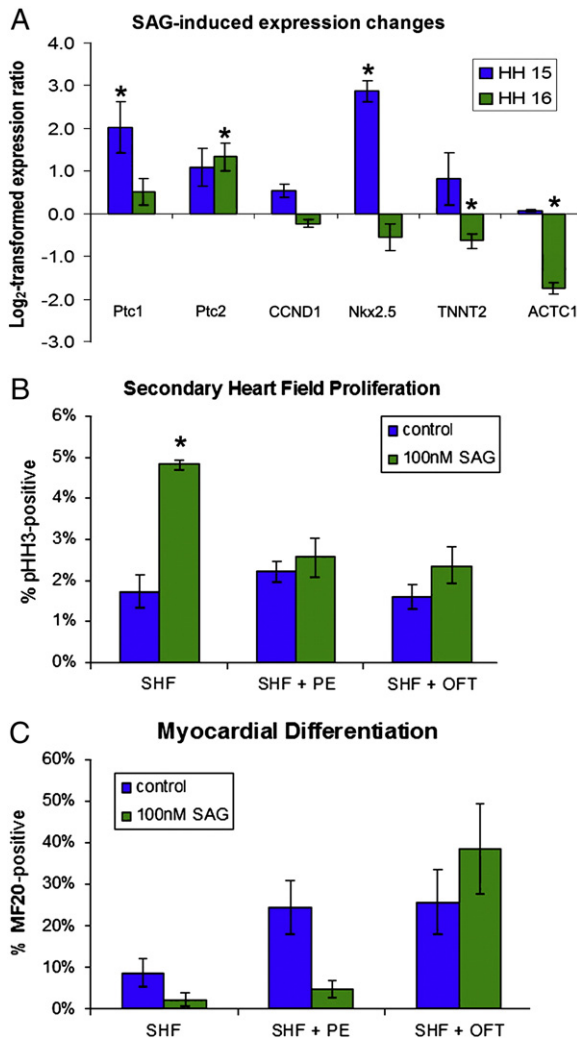 A
SAG-induced expression changes
Log2-transformed expression ratio
4.0
3.0
2.0
1.0
0.0
-1.0
-2.0
-3.0
HH 15
HH 16
*
*
*
*
*
Ptc1 Ptc2 CCND1 Nkx2.5 TNNT2 ACTC1
B
Secondary Heart Field Proliferation
% pHH3-positive
6%
5%
4%
3%
2%
1%
0%
control
100nM SAG
*
SHF SHF + PE SHF + OFT
C
Myocardial Differentiation
% MF20-positive
60%
50%
40%
30%
20%
10%
0%
control
100nM SAG
SHF SHF + PE SHF + OFT